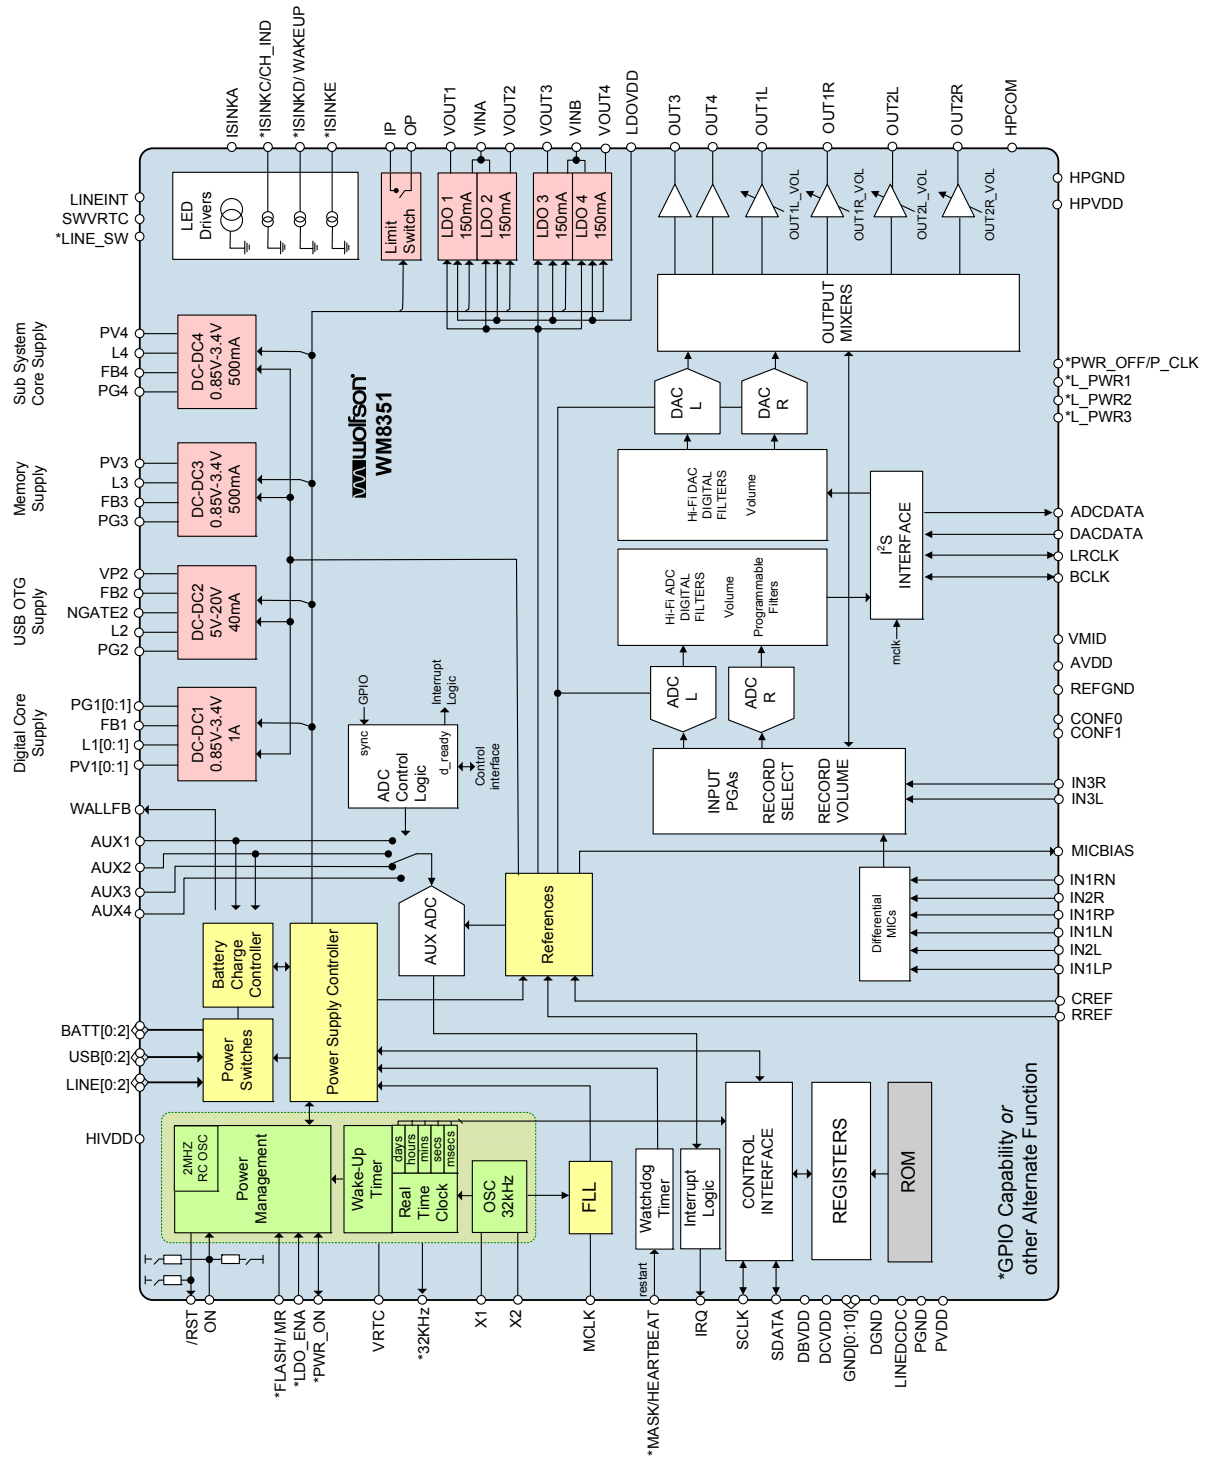 ISINKA
*ISINKC/CH_IND
*ISINKD/ WAKEUP
*ISINKE
IP
OP
VOUT1
VINA
VOUT2
VOUT3
VINB
VOUT4
LDOVDD
OUT3
OUT4
OUT1L
OUT1R
OUT2L
OUT2R
HPCOM
LINEINT
SWVRTC
*LINE_SW
LED
Drivers
Limit
Switch
LDO 1
150mA
LDO 2
150mA
LDO 3
150mA
LDO 4
150mA
OUT1L_VOL
OUT1R_VOL
OUT2L_VOL
OUT2R_VOL
HPGND
HPVDD
OUTPUT
MIXERS
Sub System
Core Supply
PV4
L4
FB4
PG4
DC-DC4
0.85V-3.4V
500mA
wolfson
WM8351
DAC
L
DAC
R
*PWR_OFF/P_CLK
*L_PWR1
*L_PWR2
*L_PWR3
Memory
Supply
PV3
L3
FB3
PG3
DC-DC3
0.85V-3.4V
500mA
Hi-Fi DAC
DIGITAL
FILTERS
Volume
I²S
INTERFACE
mclk
ADCDATA
DACDATA
LRCLK
BCLK
USB OTG
Supply
VP2
FB2
NGATE2
L2
PG2
DC-DC2
5V-20V
40mA
Hi-Fi ADC
DIGITAL
FILTERS
Volume
Programmable
Filters
VMID
AVDD
REFGND
CONF0
CONF1
Digital Core
Supply
PG1[0:1]
FB1
L1[0:1]
PV1[0:1]
DC-DC1
0.85V-3.4V
1A
GPIO
Interrupt
Logic
sync
d_ready
ADC
Control
Logic
Control
interface
ADC
L
ADC
R
INPUT
PGAs
RECORD
SELECT
RECORD
VOLUME
IN3R
IN3L
WALLFB
AUX1
AUX2
AUX3
AUX4
AUX ADC
References
Differential
MICs
MICBIAS
IN1RN
IN2R
IN1RP
IN1LN
IN2L
IN1LP
CREF
RREF
Battery
Charge
Controller
Power Supply Controller
Power
Switches
BATT[0:2]
USB[0:2]
LINE[0:2]
HIVDD
2MHZ
RC OSC
Power
Management
Wake-Up
Timer
days
hours
mins
secs
msecs
Real
Time
Clock
OSC
32kHz
FLL
Watchdog
Timer
restart
Interrupt
Logic
CONTROL
INTERFACE
REGISTERS
ROM
*GPIO Capability or
other Alternate Function
/RST
ON
*FLASH/ MR
*LDO_ENA
*PWR_ON
VRTC
*32KHz
X1
X2
MCLK
*MASK/HEARTBEAT
IRQ
SCLK
SDATA
DBVDD
DCVDD
GND[0:10]
DGND
LINEDCDC
PGND
PVDD